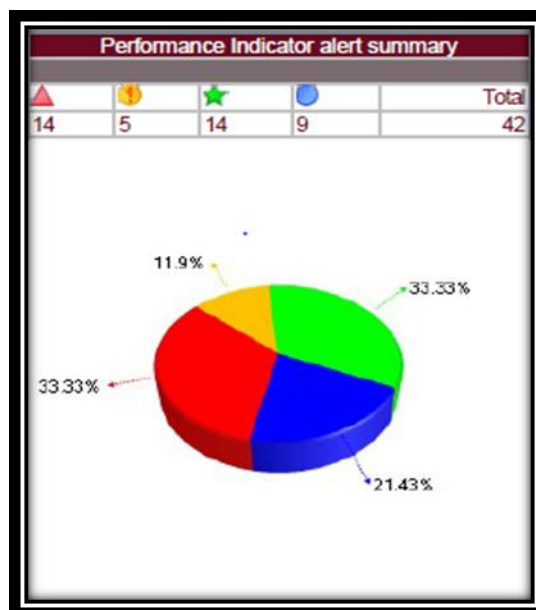 Performance Indicator alert summary
Total
14 5 14 9 42
11.9%
33.33%
33.33%
21.43%